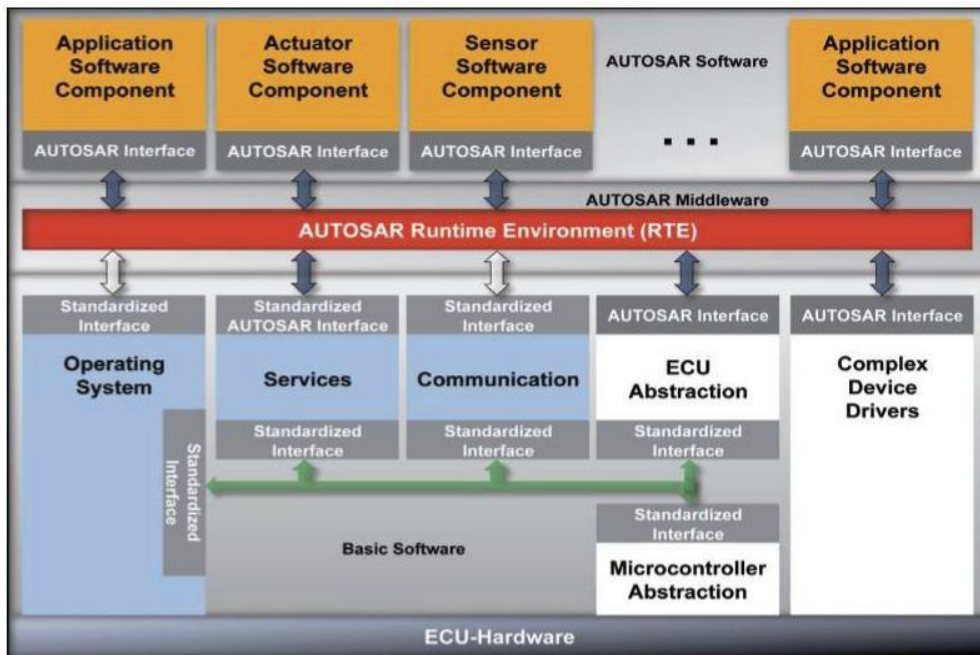 Application
Software
Component
AUTOSAR Interface
Actuator
Software
Component
AUTOSAR Interface
Sensor
Software
Component
AUTOSAR Interface
AUTOSAR Software
...
Application
Software
Component
AUTOSAR Interface
AUTOSAR Middleware
AUTOSAR Runtime Environment (RTE)
Standardized
Interface
Operating
System
Standardized
Interface
Standardized
AUTOSAR Interface
Services
Standardized
Interface
Standardized
Interface
Communication
Standardized
Interface
AUTOSAR Interface
ECU
Abstraction
Standardized
Interface
AUTOSAR Interface
Complex
Device
Drivers
Basic Software
Standardized
Interface
Microcontroller
Abstraction
ECU-Hardware